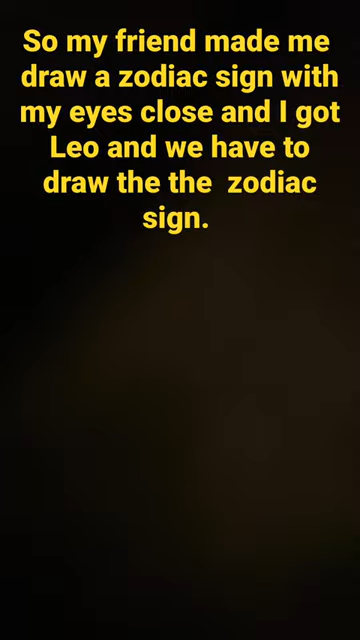 So my friend made me
draw a zodiac sign with
my eyes close and I got
Leo and we have to
draw the the zodiac
sign.